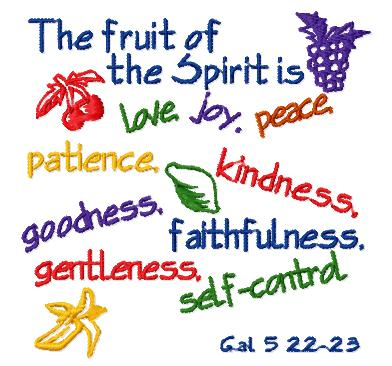 The fruit of
the Spirit is
love, joy, peace,
patience, kindness,
goodness, faithfulness,
gentleness, self-control
Gal 5 22-23